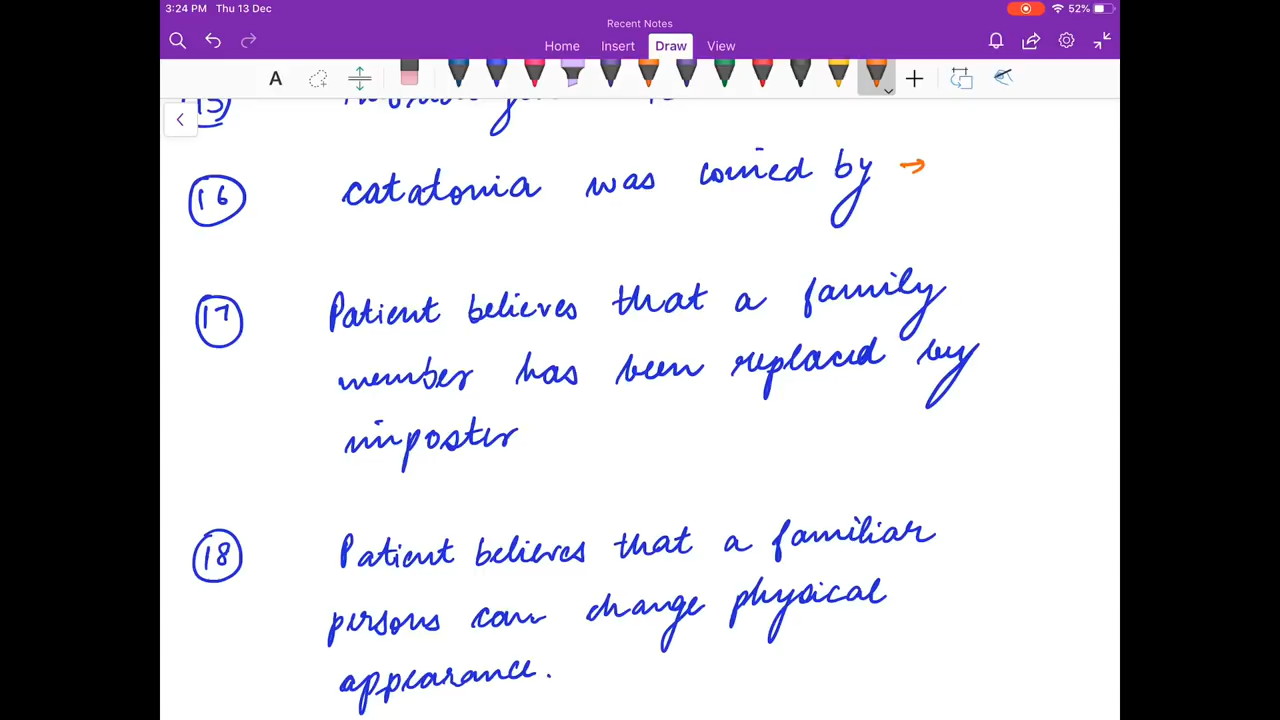 3:24 PM Thu 13 Dec
52%
Recent Notes
Home Insert Draw View
A
15
16 catatonia was coined by →
17 Patient believes that a family
member has been replaced by
imposter
18 Patient believes that a familiar
persons can change physical
appearance.